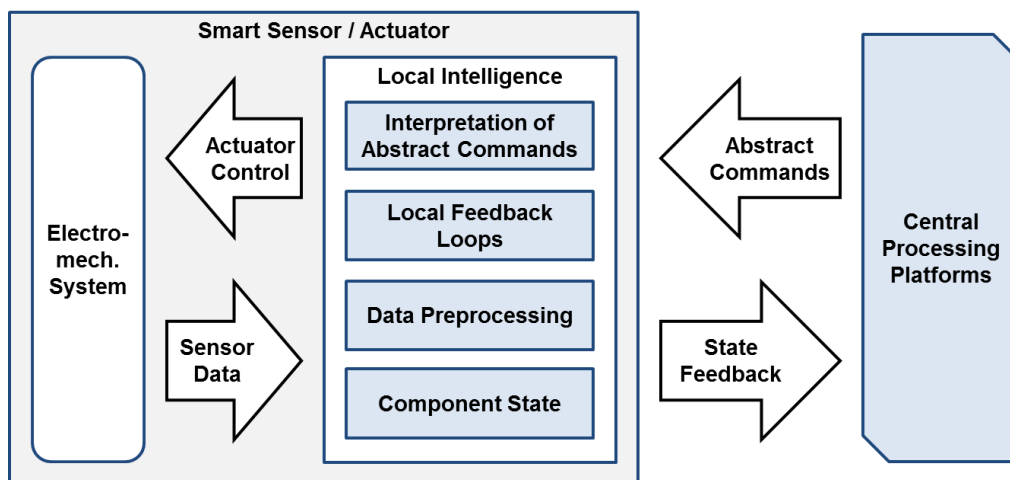 Smart Sensor / Actuator
Electro-
mech.
System
Actuator
Control
Sensor
Data
Local Intelligence
Interpretation of
Abstract Commands
Local Feedback
Loops
Data Preprocessing
Component State
Abstract
Commands
State
Feedback
Central
Processing
Platforms